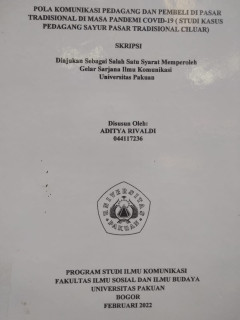 POLA KOMUNIKASI PEDAGANG DAN PEMBELI DI PASAR
TRADISIONAL DI MASA PANDEMI COVID-19 ( STUDI KASUS
PEDAGANG SAYUR PASAR TRADISIONAL CILUAR)
SKRIPSI
Diajukan Sebagai Salah Satu Syarat Memperoleh
Gelar Sarjana Ilmu Komunikasi
Universitas Pakuan
Disusun Oleh:
ADITYA RIVALDI
044117236
UNIVERSITAS
PAKUAN
PROGRAM STUDI ILMU KOMUNIKASI
FAKULTAS ILMU SOSIAL DAN ILMU BUDAYA
UNIVERSITAS PAKUAN
BOGOR
FEBRUARI 2022